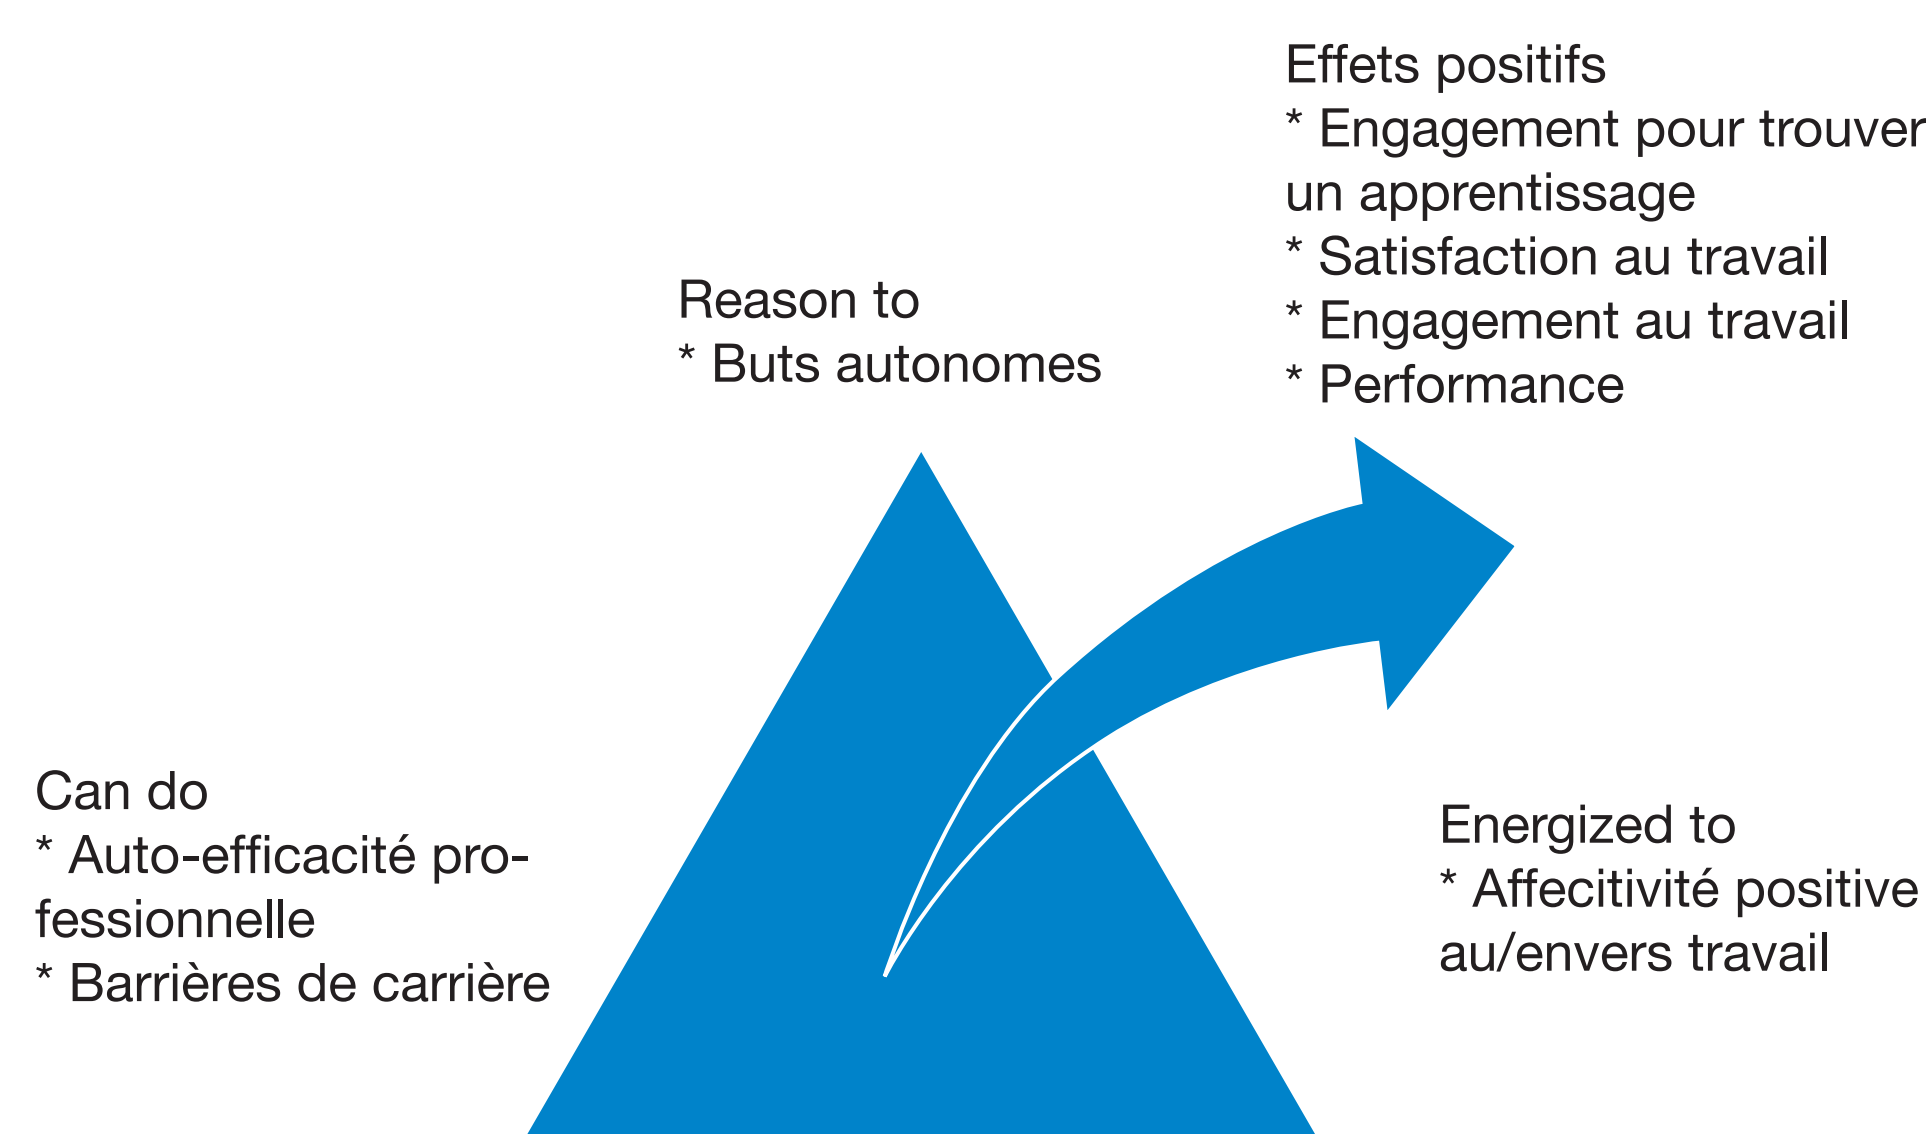 Effets positifs
* Engagement pour trouver
un apprentissage
* Satisfaction au travail
* Engagement au travail
* Performance
Reason to
* Buts autonomes
Can do
* Auto-efficacité pro-
fessionnelle
* Barrières de carrière
Energized to
* Affecitivité positive
au/envers travail